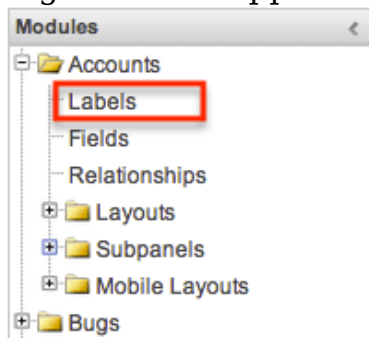 Modules
Accounts
Labels
Fields
Relationships
Layouts
Subpanels
Mobile Layouts
Bugs